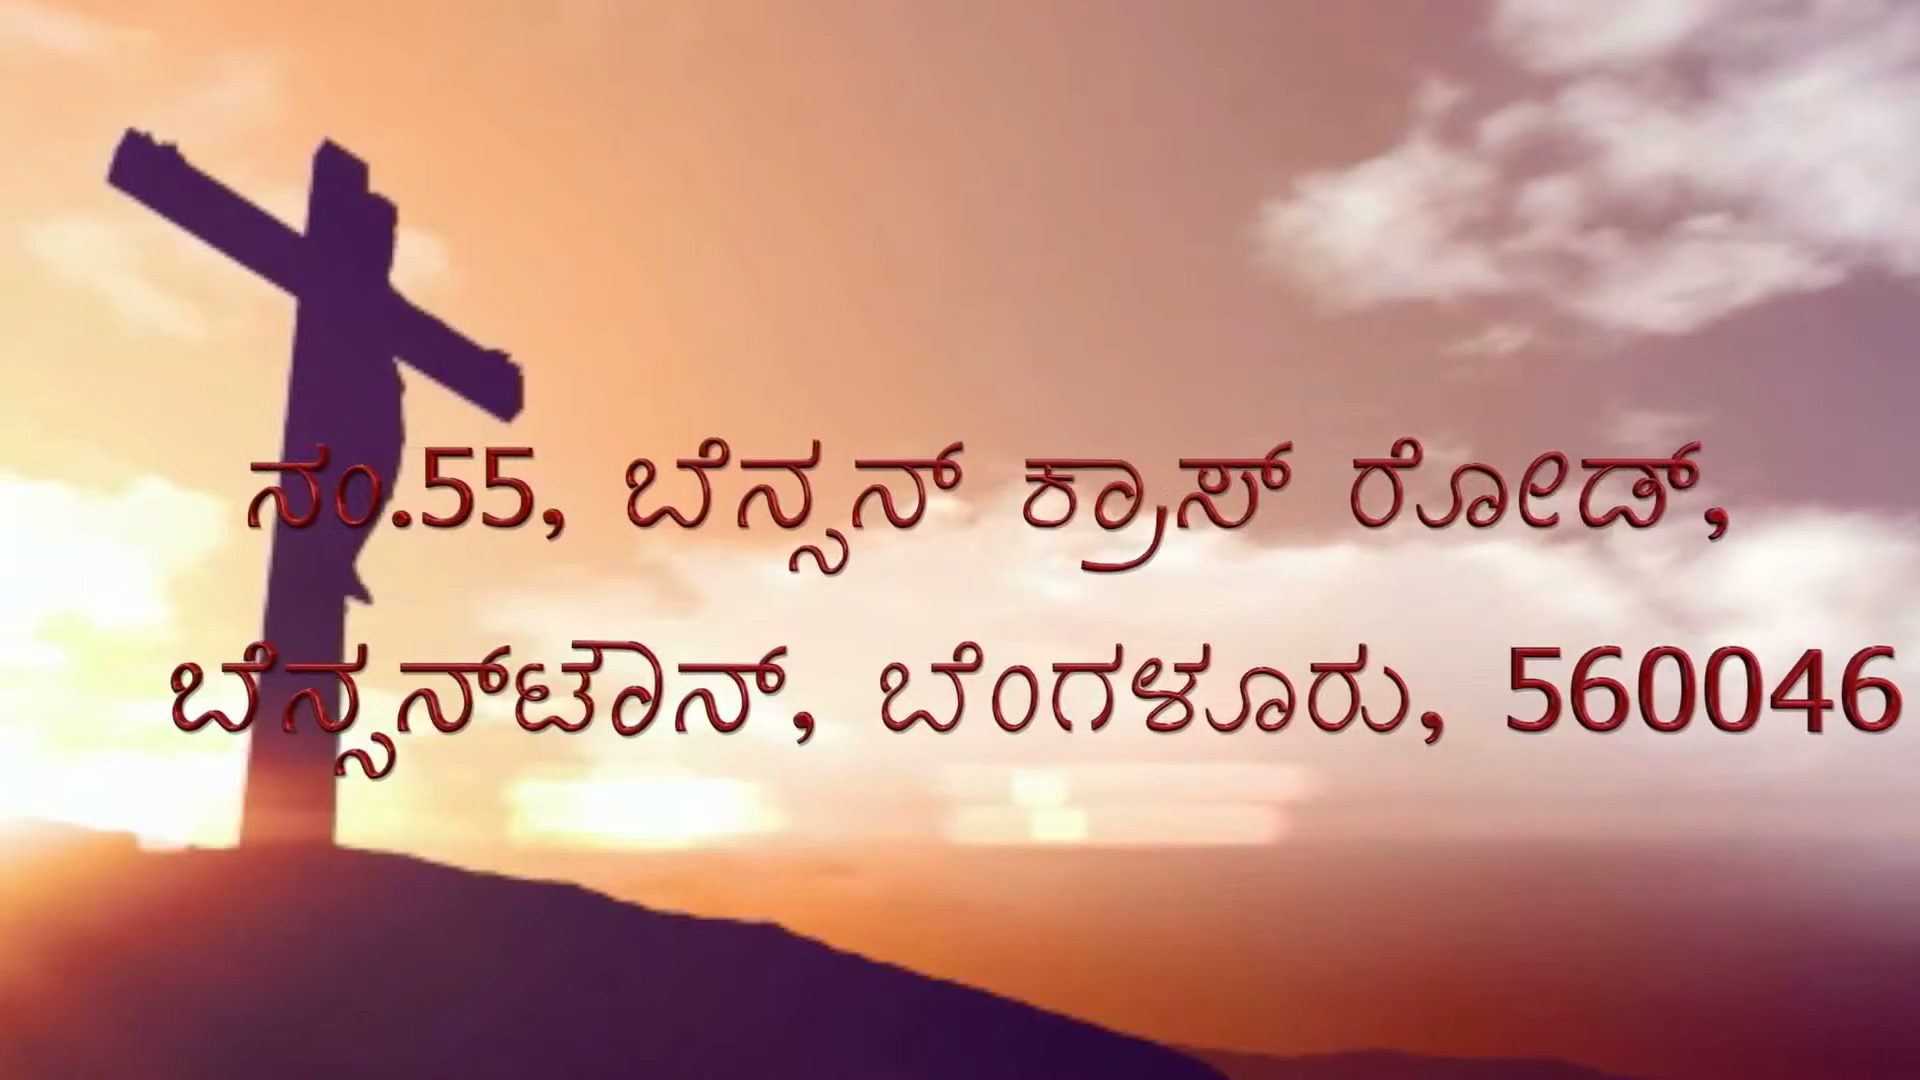 ನಂ.55, ಬೆನ್ಸನ್ ಕ್ರಾಸ್ ರೋಡ್,
ಬೆನ್ಸನ್‌ಟೌನ್, ಬೆಂಗಳೂರು, 560046